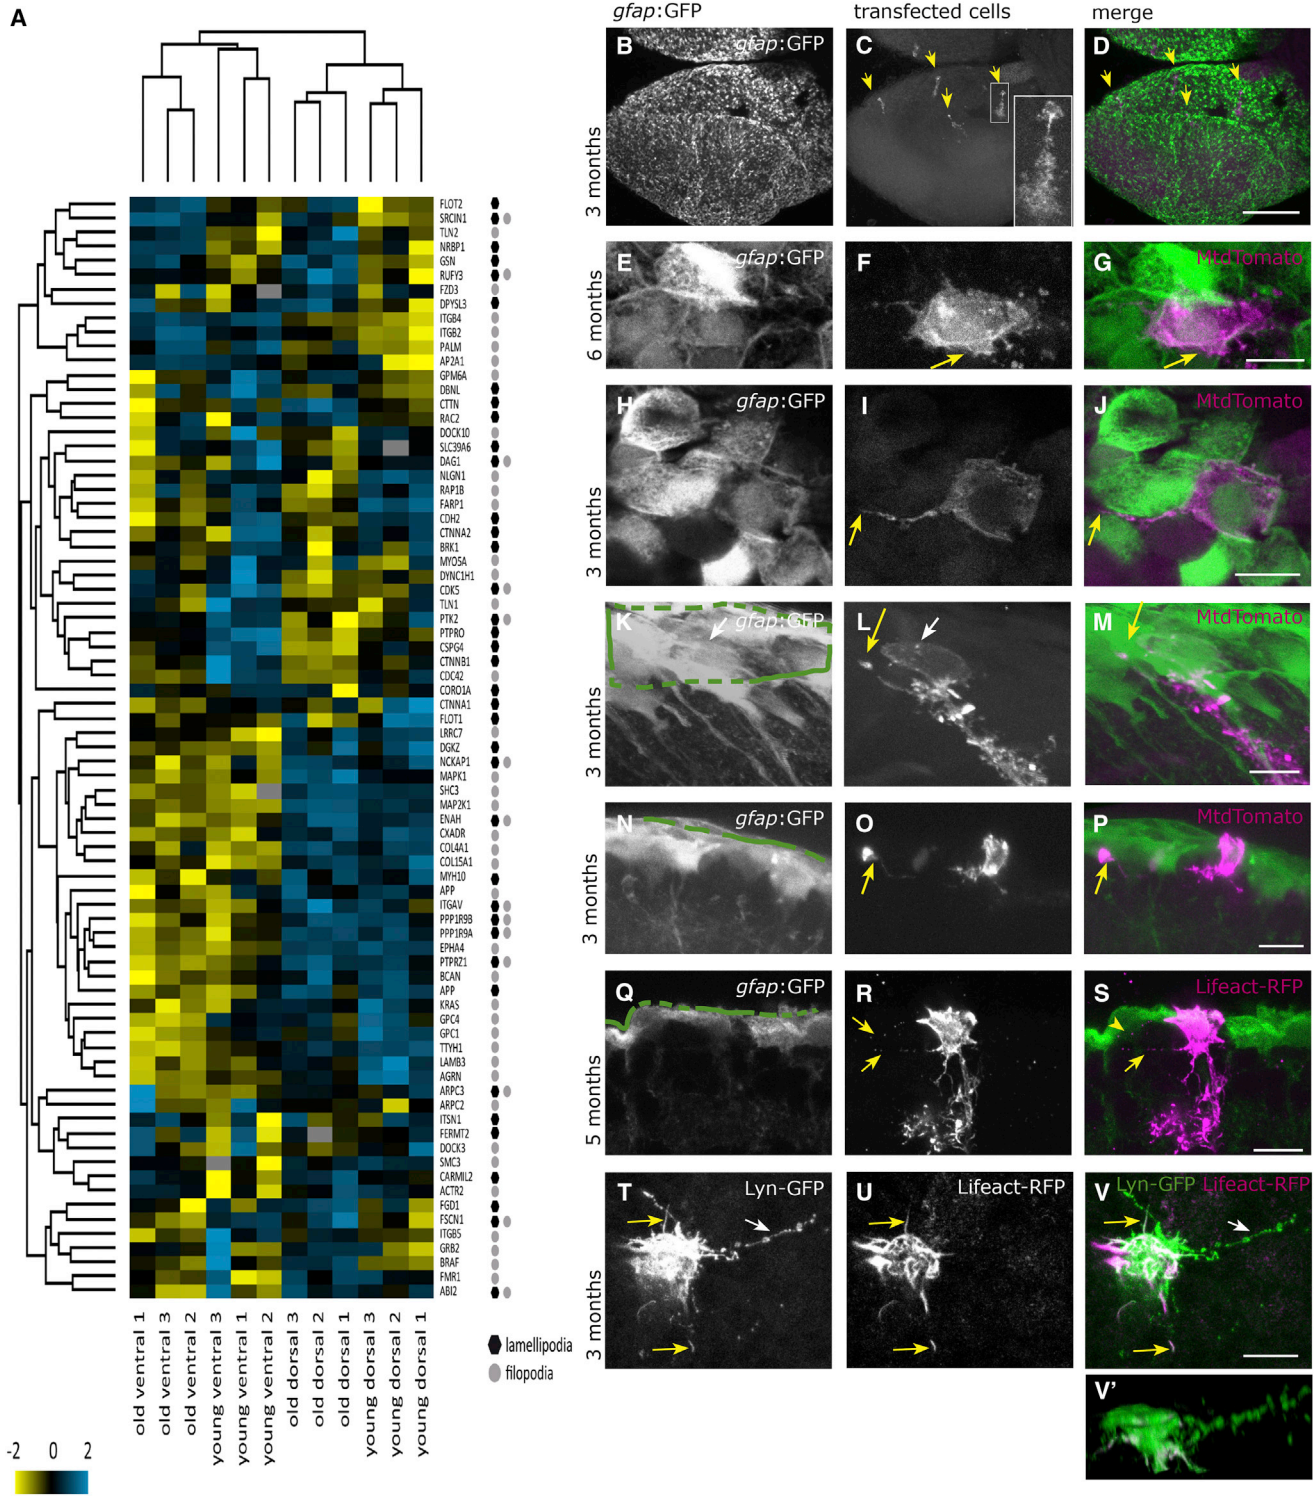 A
gfap:GFP
transfected cells
merge
B
gfap:GFP
C
D
3 months
E
gfap:GFP
F
G
MtdTomato
6 months
H
gfap:GFP
I
J
MtdTomato
3 months
K
gfap:GFP
L
M
MtdTomato
3 months
N
gfap:GFP
O
P
MtdTomato
3 months
Q
gfap:GFP
R
S
Lifeact-RFP
5 months
T
Lyn-GFP
U
Lifeact-RFP
V
Lyn-GFP Lifeact-RFP
3 months
V'
FLOT2
SRCIN1
TLN2
NRBP1
GSN
RUFY3
FZD3
DPYSL3
ITGB4
ITGB2
PALM
AP2A1
GPM6A
DBNL
CTTN
RAC2
DOCK10
SLC39A6
DAG1
NLGN1
RAP1B
FARP1
CDH2
CTNNA2
BRK1
MYO5A
DYNC1H1
CDK5
TLN1
PTK2
PTPRO
CSPG4
CTNNB1
CDC42
CORO1A
CTNNA1
FLOT1
LRRC7
DGKZ
NCKAP1
MAPK1
SHC3
MAP2K1
ENAH
CXADR
COL4A1
COL15A1
MYH10
APP
ITGAV
PPP1R9B
PPP1R9A
EPHA4
PTPRZ1
BCAN
APP
KRAS
GPC4
GPC1
TTYH1
LAMB3
AGRN
ARPC3
ARPC2
ITSN1
FERMT2
DOCK3
SMC3
CARMIL2
ACTR2
FGD1
FSCN1
ITGB5
GRB2
BRAF
FMR1
ABI2
old ventral 1
old ventral 3
old ventral 2
young ventral 3
young ventral 1
young ventral 2
old dorsal 3
old dorsal 2
old dorsal 1
young dorsal 3
young dorsal 2
young dorsal 1
lamellipodia
filopodia
-2 0 2